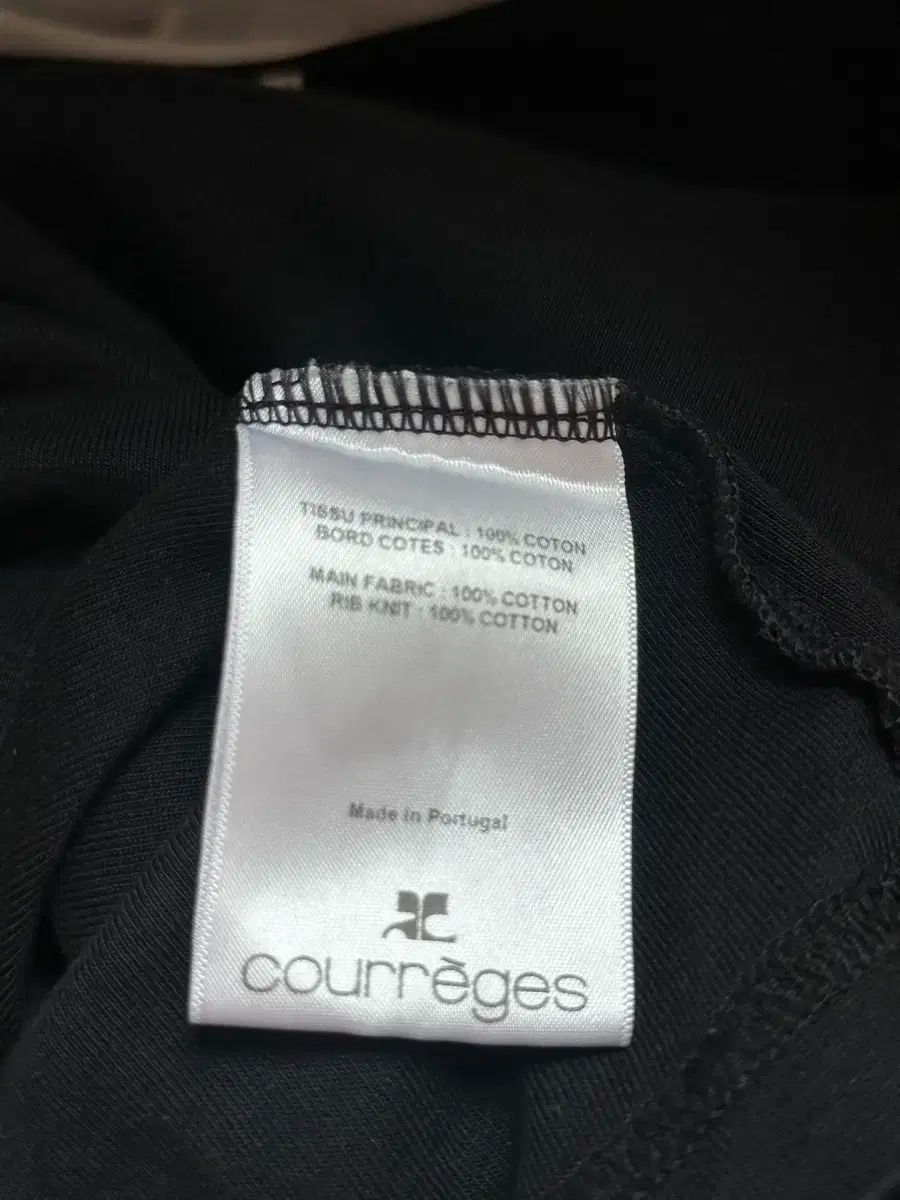 TISSU PRINCIPAL : 100% COTON
BORD COTES : 100% COTON
MAIN FABRIC : 100% COTTON
RIB KNIT : 100% COTTON
Made in Portugal
courrèges